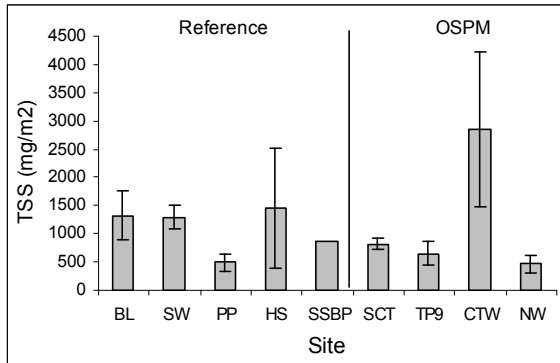 Reference OSPM
TSS (mg/m2)
4500
4000
3500
3000
2500
2000
1500
1000
500
0
BL SW PP HS SSBP SCT TP9 CTW NW
Site